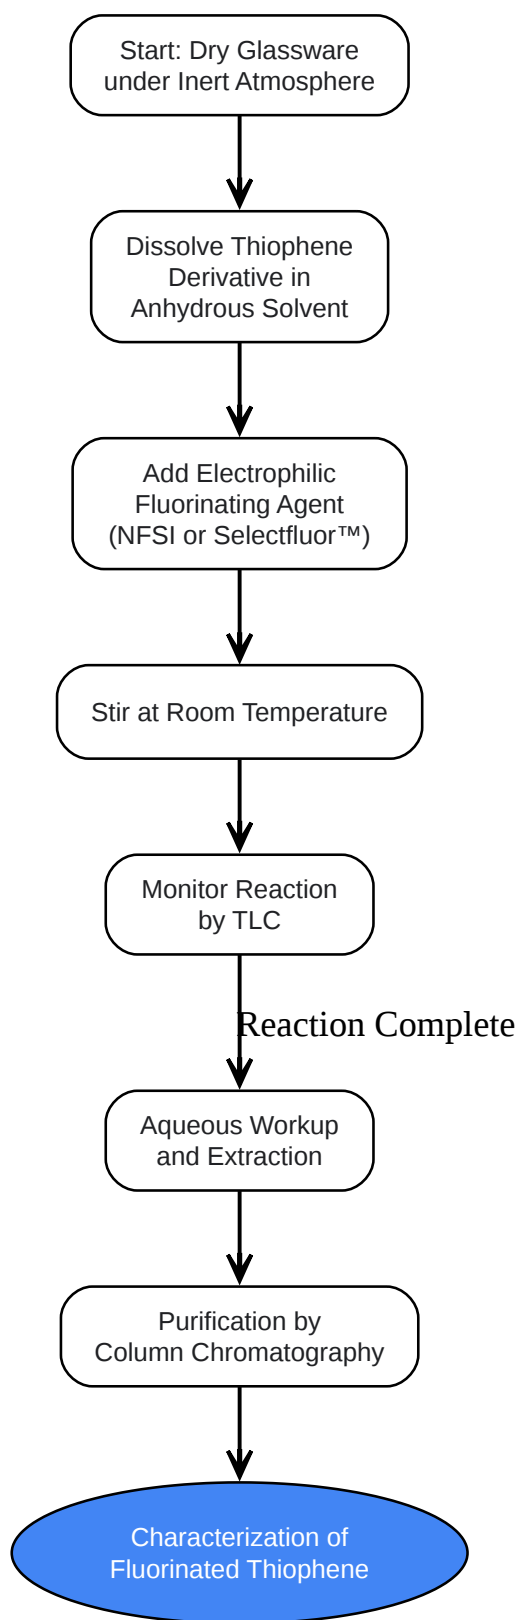 Start: Dry Glassware
under Inert Atmosphere
Dissolve Thiophene
Derivative in
Anhydrous Solvent
Add Electrophilic
Fluorinating Agent
(NFSI or Selectfluor™)
Stir at Room Temperature
Monitor Reaction
by TLC
Reaction Complete
Aqueous Workup
and Extraction
Purification by
Column Chromatography
Characterization of
Fluorinated Thiophene